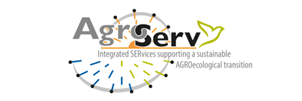 AgroServ
Integrated SERvices supporting a sustainable
AGROecological transition